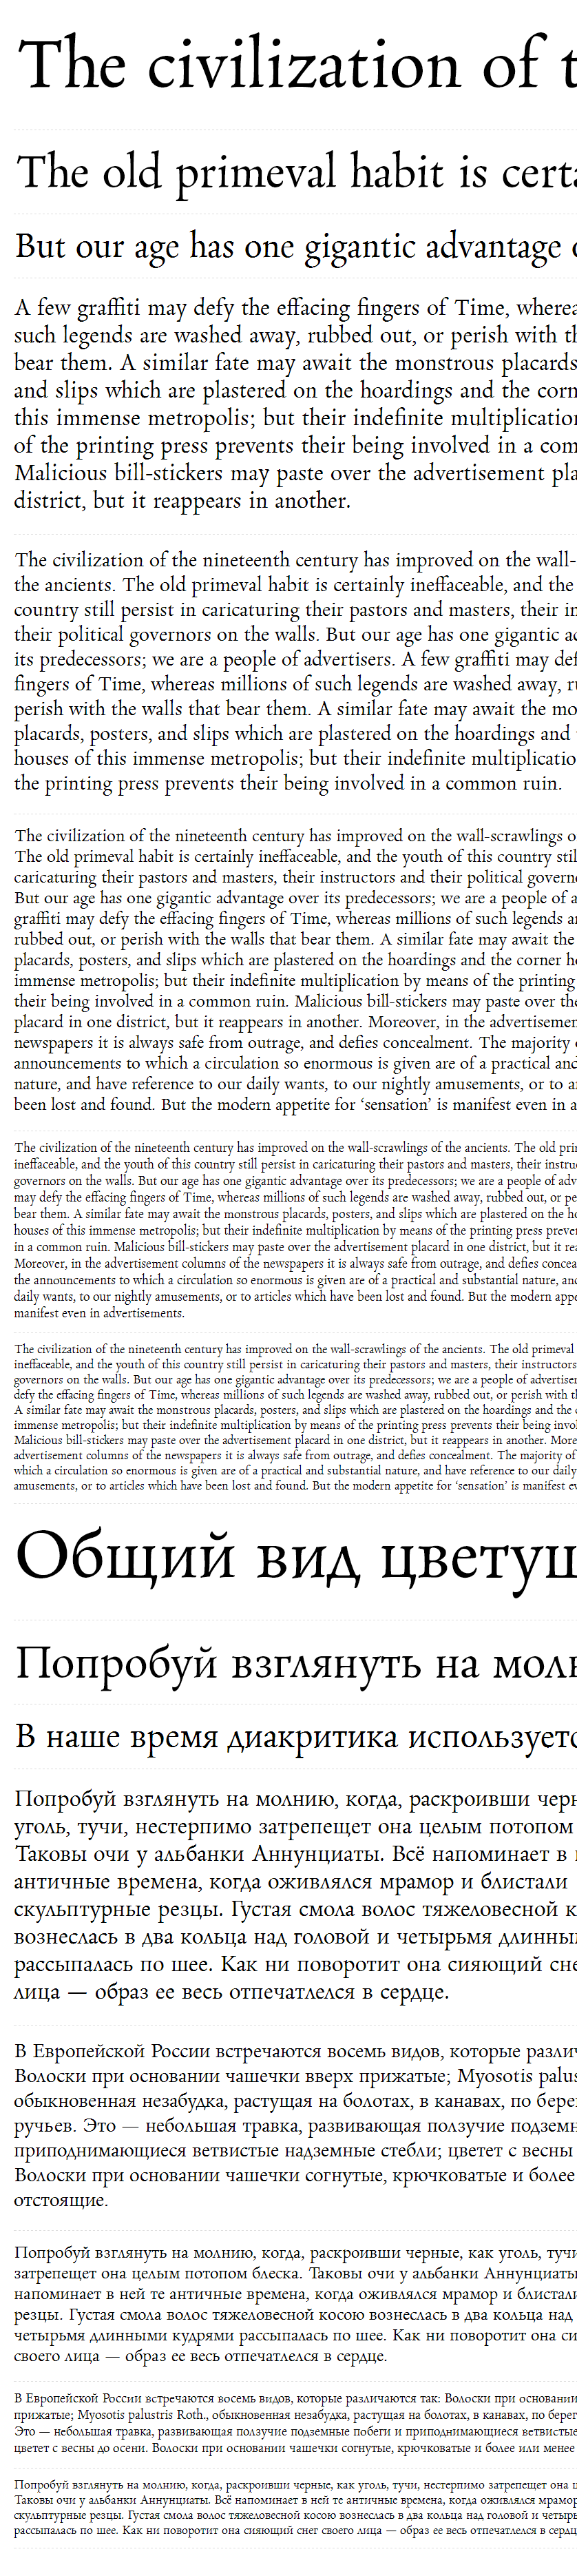 The civilization of t
The old primeval habit is certa
But our age has one gigantic advantage o
A few graffiti may defy the effacing fingers of Time, wherea
such legends are washed away, rubbed out, or perish with th
bear them. A similar fate may await the monstrous placards
and slips which are plastered on the hoardings and the corn
this immense metropolis; but their indefinite multiplication
of the printing press prevents their being involved in a com
Malicious bill-stickers may paste over the advertisement pla
district, but it reappears in another.
The civilization of the nineteenth century has improved on the wall-
the ancients. The old primeval habit is certainly ineffaceable, and the
country still persist in caricaturing their pastors and masters, their in
their political governors on the walls. But our age has one gigantic ad
its predecessors; we are a people of advertisers. A few graffiti may def
fingers of Time, whereas millions of such legends are washed away, ru
perish with the walls that bear them. A similar fate may await the mo
placards, posters, and slips which are plastered on the hoardings and
houses of this immense metropolis; but their indefinite multiplicatio
the printing press prevents their being involved in a common ruin.
The civilization of the nineteenth century has improved on the wall-scrawlings o
The old primeval habit is certainly ineffaceable, and the youth of this country stil
caricaturing their pastors and masters, their instructors and their political governo
But our age has one gigantic advantage over its predecessors; we are a people of a
graffiti may defy the effacing fingers of Time, whereas millions of such legends ar
rubbed out, or perish with the walls that bear them. A similar fate may await the
placards, posters, and slips which are plastered on the hoardings and the corner ho
immense metropolis; but their indefinite multiplication by means of the printing
their being involved in a common ruin. Malicious bill-stickers may paste over the
placard in one district, but it reappears in another. Moreover, in the advertisemen
newspapers it is always safe from outrage, and defies concealment. The majority o
announcements to which a circulation so enormous is given are of a practical and
nature, and have reference to our daily wants, to our nightly amusements, or to a
been lost and found. But the modern appetite for ‘sensation’ is manifest even in a
The civilization of the nineteenth century has improved on the wall-scrawlings of the ancients. The old prim
ineffaceable, and the youth of this country still persist in caricaturing their pastors and masters, their instruc
governors on the walls. But our age has one gigantic advantage over its predecessors; we are a people of adv
may defy the effacing fingers of Time, whereas millions of such legends are washed away, rubbed out, or pe
bear them. A similar fate may await the monstrous placards, posters, and slips which are plastered on the ho
houses of this immense metropolis; but their indefinite multiplication by means of the printing press preven
in a common ruin. Malicious bill-stickers may paste over the advertisement placard in one district, but it rea
Moreover, in the advertisement columns of the newspapers it is always safe from outrage, and defies concea
the announcements to which a circulation so enormous is given are of a practical and substantial nature, and
daily wants, to our nightly amusements, or to articles which have been lost and found. But the modern appe
manifest even in advertisements.
The civilization of the nineteenth century has improved on the wall-scrawlings of the ancients. The old primeval
ineffaceable, and the youth of this country still persist in caricaturing their pastors and masters, their instructors
governors on the walls. But our age has one gigantic advantage over its predecessors; we are a people of advertiser
defy the effacing fingers of Time, whereas millions of such legends are washed away, rubbed out, or perish with th
A similar fate may await the monstrous placards, posters, and slips which are plastered on the hoardings and the c
immense metropolis; but their indefinite multiplication by means of the printing press prevents their being invol
Malicious bill-stickers may paste over the advertisement placard in one district, but it reappears in another. More
advertisement columns of the newspapers it is always safe from outrage, and defies concealment. The majority of
which a circulation so enormous is given are of a practical and substantial nature, and have reference to our daily
amusements, or to articles which have been lost and found. But the modern appetite for ‘sensation’ is manifest ev
Общий вид цветущ
Попробуй взглянуть на молн
В наше время диакритика используетс
Попробуй взглянуть на молнию, когда, раскроивши черн
уголь, тучи, нестерпимо затрепещет она целым потопом
Таковы очи у альбанки Аннунциаты. Всё напоминает в н
античные времена, когда оживлялся мрамор и блистали
скульптурные резцы. Густая смола волос тяжеловесной к
вознеслась в два кольца над головой и четырьмя длинны
рассыпалась по шее. Как ни поворотит она сияющий сне
лица — образ ее весь отпечатлелся в сердце.
В Европейской России встречаются восемь видов, которые различ
Волоски при основании чашечки вверх прижатые; Myosotis palus
обыкновенная незабудка, растущая на болотах, в канавах, по бере
ручьев. Это — небольшая травка, развивающая ползучие подземн
приподнимающиеся ветвистые надземные стебли; цветет с весны
Волоски при основании чашечки согнутые, крючковатые и более
отстоящие.
Попробуй взглянуть на молнию, когда, раскроивши черные, как уголь, тучи
затрепещет она целым потопом блеска. Таковы очи у альбанки Аннунциаты
напоминает в ней те античные времена, когда оживлялся мрамор и блистали
резцы. Густая смола волос тяжеловесной косою вознеслась в два кольца над
четырьмя длинными кудрями рассыпалась по шее. Как ни поворотит она си
своего лица — образ ее весь отпечатлелся в сердце.
В Европейской России встречаются восемь видов, которые различаются так: Волоски при основании
прижатые; Myosotis palustris Roth., обыкновенная незабудка, растущая на болотах, в канавах, по берег
Это — небольшая травка, развивающая ползучие подземные побеги и приподнимающиеся ветвистые
цветет с весны до осени. Волоски при основании чашечки согнутые, крючковатые и более или менее
Попробуй взглянуть на молнию, когда, раскроивши черные, как уголь, тучи, нестерпимо затрепещет она ц
Таковы очи у альбанки Аннунциаты. Всё напоминает в ней те античные времена, когда оживлялся мрамор
скульптурные резцы. Густая смола волос тяжеловесной косою вознеслась в два кольца над головой и четырь
рассыпалась по шее. Как ни поворотит она сияющий снег своего лица — образ ее весь отпечатлелся в сердц